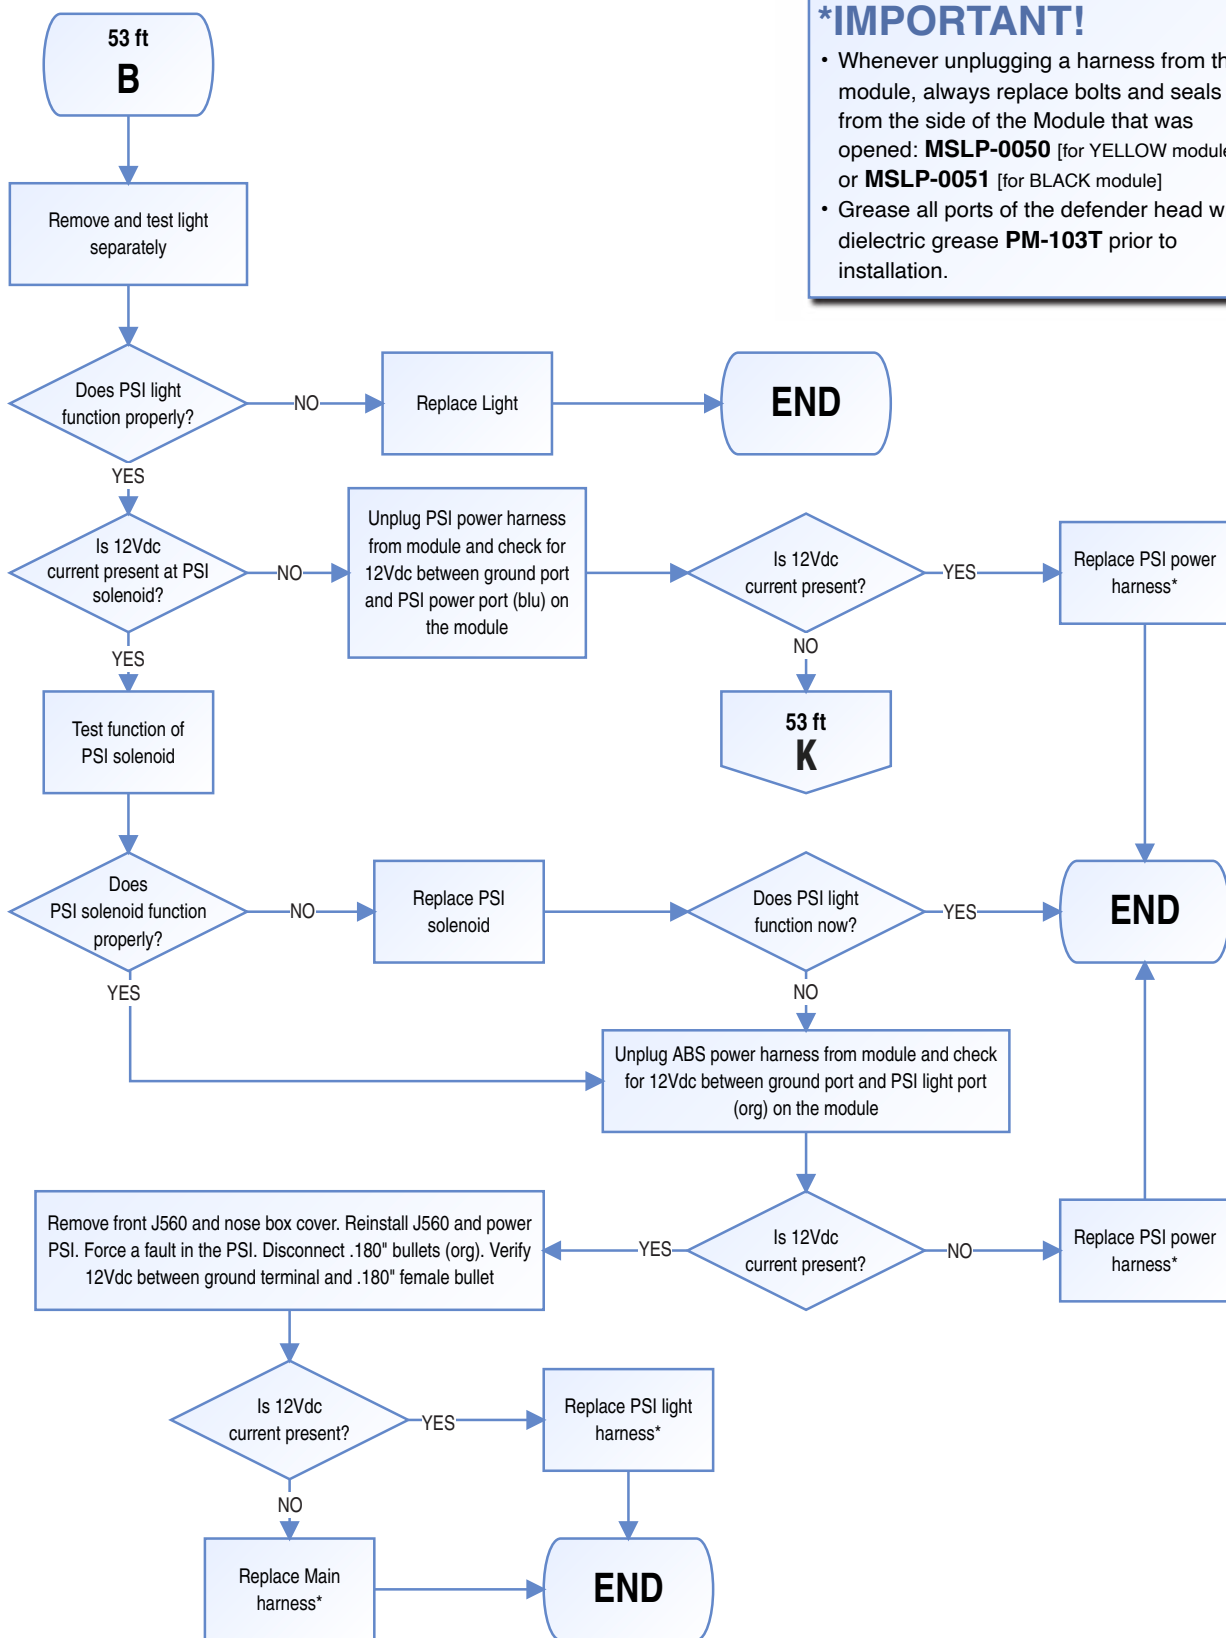 53 ft
B
*IMPORTANT!
• Whenever unplugging a harness from
module, always replace bolts and seals
from the side of the Module that was
opened: MSLP-0050 [for YELLOW
or MSLP-0051 [for BLACK module]
• Grease all ports of the defender head
dielectric grease PM-103T prior to
installation.
Remove and test light
separately
Does PSI light
function properly?
NO
Replace Light
END
YES
Is 12Vdc
current present at PSI
solenoid?
NO
Unplug PSI power harness
from module and check for
12Vdc between ground port
and PSI power port (blu) on
the module
Is 12Vdc
current present?
YES
Replace PSI power
harness*
NO
53 ft
K
YES
Test function of
PSI solenoid
Does
PSI solenoid function
properly?
NO
Replace PSI
solenoid
Does PSI light
function now?
YES
END
YES
NO
Unplug ABS power harness from module and check
for 12Vdc between ground port and PSI light port
(org) on the module
Is 12Vdc
current present?
NO
Replace PSI power
harness*
YES
Remove front J560 and nose box cover. Reinstall J560 and power
PSI. Force a fault in the PSI. Disconnect .180" bullets (org). Verify
12Vdc between ground terminal and .180" female bullet
Is 12Vdc
current present?
YES
Replace PSI light
harness*
NO
Replace Main
harness*
END